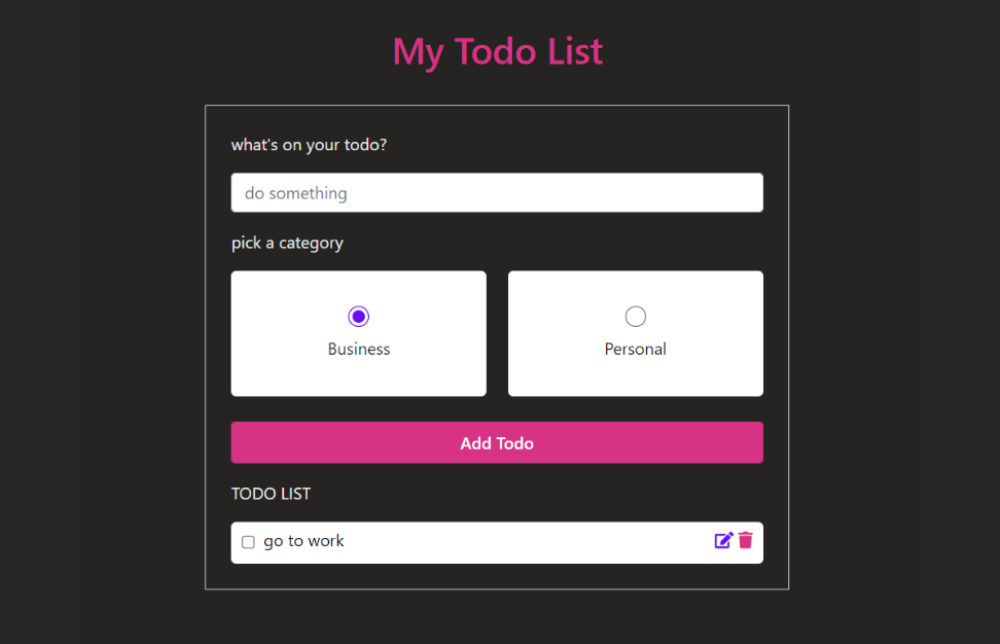 My Todo List
what's on your todo?
do something
pick a category
Business
Personal
Add Todo
TODO LIST
go to work